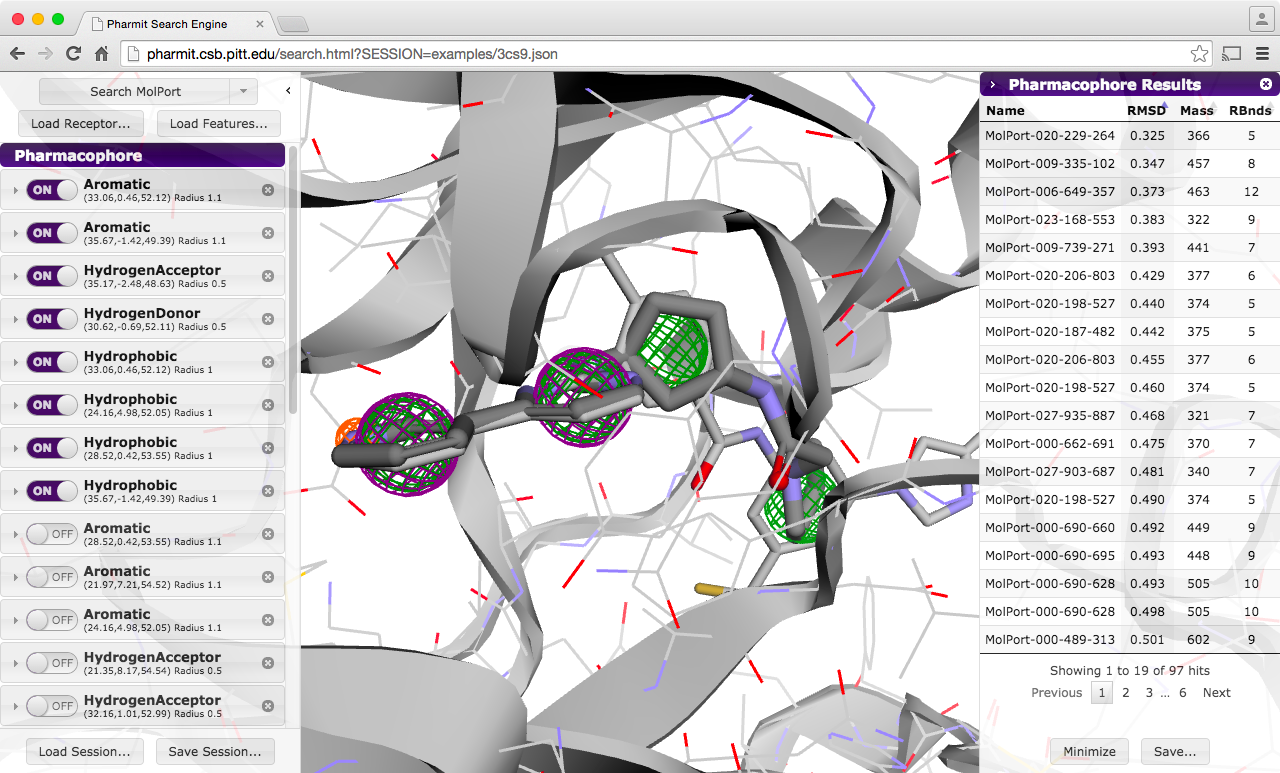 Pharmit Search Engine
pharmit.csb.pitt.edu/search.html?SESSION=examples/3cs9.json
Search MolPort
Load Receptor...
Load Features...
Pharmacophore
ON Aromatic
(33.06,0.46,52.12) Radius 1.1
ON Aromatic
(35.67,-1.42,49.39) Radius 1.1
ON HydrogenAcceptor
Radius 0.5
ON HydrogenDonor
(30.62,-0.69,52.11) Radius 0.5
ON Hydrophobic
(33.06,0.46,52.12) Radius 1
ON Hydrophobic
(24.16,4.98,52.05) Radius 1
ON Hydrophobic
(28.52,0.42,53.55) Radius 1
ON Hydrophobic
(35.67,-1.42,49.39) Radius 1
OFF Aromatic
(28.52,0.42,53.55) Radius 1.1
OFF Aromatic
(21.97,7.21,54.52) Radius 1.1
OFF Aromatic
(24.16,4.98,52.05) Radius 1.1
OFF HydrogenAcceptor
(21.35,8.17,54.54) Radius 0.5
OFF HydrogenAcceptor
(32.16,1.01,52.99) Radius 0.5
Load Session...
Save Session...
Pharmacophore Results
Name RMSD Mass RBnds
MolPort-020-229-264 0.325 366 5
MolPort-009-335-102 0.347 457 8
MolPort-006-649-357 0.373 463 12
MolPort-023-168-553 0.383 322 9
MolPort-009-739-271 0.393 441 7
MolPort-020-206-803 0.429 377 6
MolPort-020-198-527 0.440 374 5
MolPort-020-187-482 0.442 375 5
MolPort-020-206-803 0.455 377 6
MolPort-020-198-527 0.460 374 5
MolPort-027-935-887 0.468 321 7
MolPort-000-662-691 0.475 370 7
0.481 340 7
MolPort-020-198-527 0.490 374 5
MolPort-000-690-660 0.492 449 9
MolPort-000-690-695 0.493 448 9
MolPort-000-690-628 0.493 505 10
MolPort-000-690-628 0.498 505 10
MolPort-000-489-313 0.501 602 9
Showing 1 to 19 of 97 hits
Previous 1 2 3 ... 6 Next
Minimize
Save...